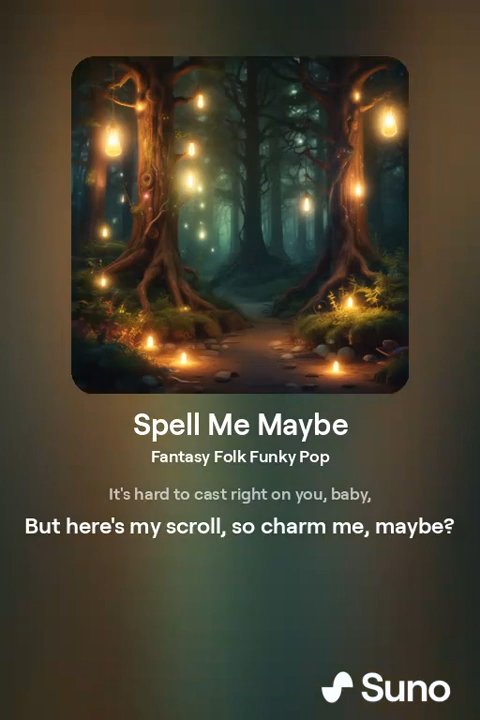 Spell Me Maybe
Fantasy Folk Funky Pop
It's hard to cast right on you, baby,
But here's my scroll, so charm me, maybe?
Suno